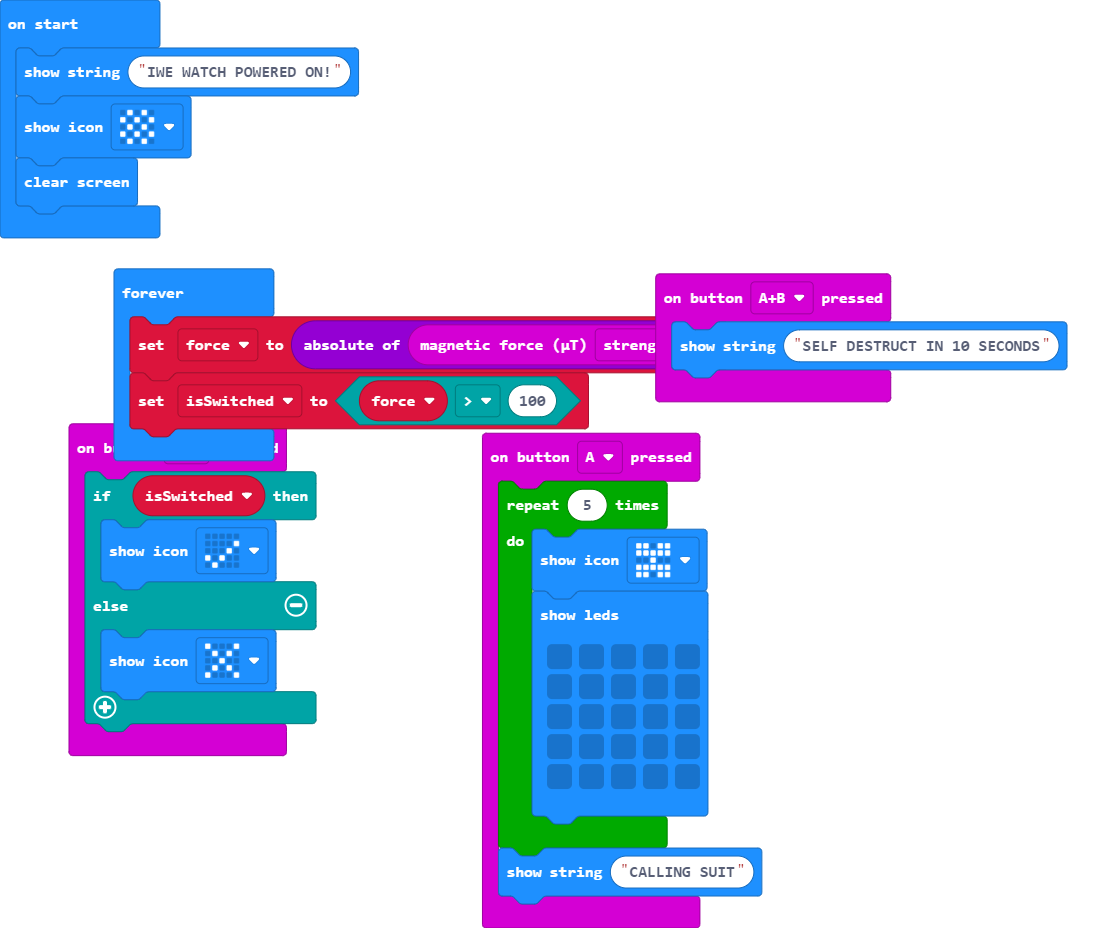 on start
show string "IWE WATCH POWERED ON!"
show icon
clear screen
forever
set force to absolute of magnetic force (µT)
set isSwitched to force > 100
on button A+B pressed
show string "SELF DESTRUCT IN 10 SECONDS"
on
if isSwitched then
show icon
else
show icon
on button A pressed
repeat 5 times
do
show icon
show leds
show string "CALLING SUIT"